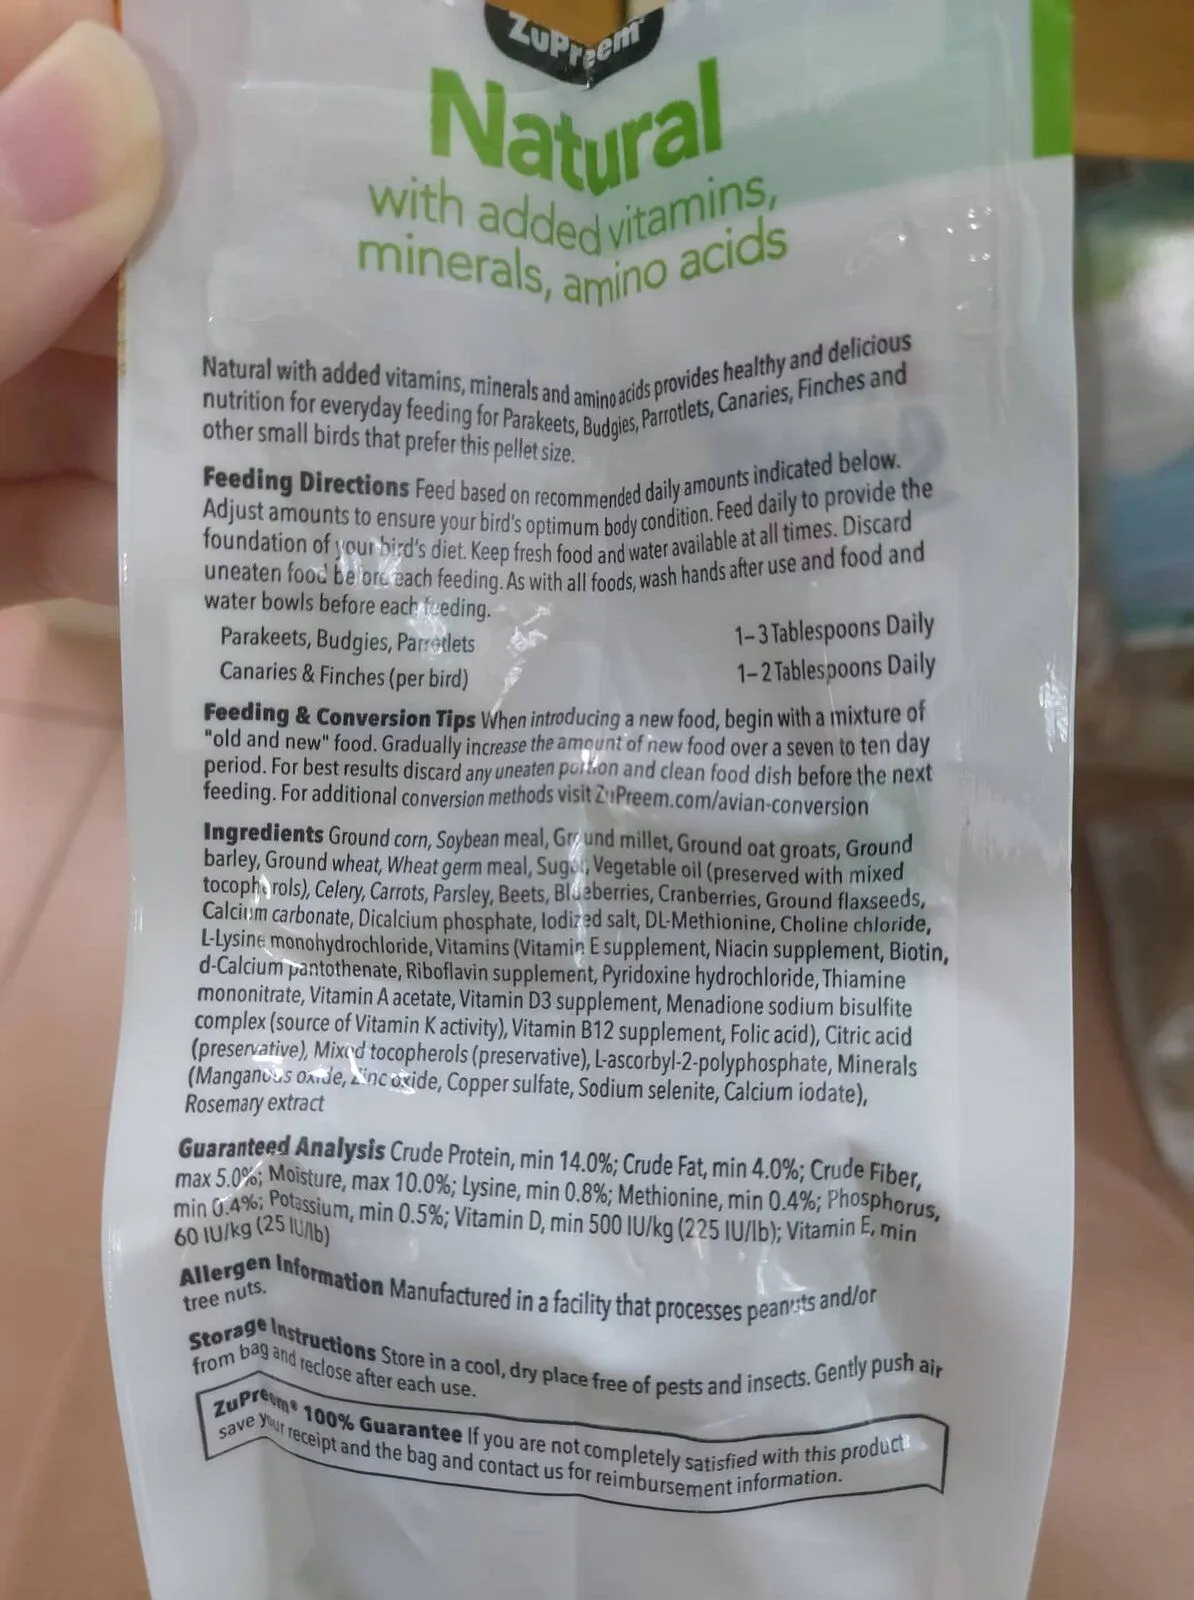 ZuPreem
Natural
with added vitamins,
minerals, amino acids
Natural with added vitamins, minerals and amino acids provides healthy and delicious
nutrition for everyday feeding for Parakeets, Budgies, Parrotlets, Canaries, Finches and
other small birds that prefer this pellet size.
Feeding Directions Feed based on recommended daily amounts indicated below.
Adjust amounts to ensure your bird's optimum body condition. Feed daily to provide the
foundation of your bird's diet. Keep fresh food and water available at all times. Discard
uneaten food before each feeding. As with all foods, wash hands after use and food and
water bowls before each feeding.
Parakeets, Budgies, Parrotlets 1–3 Tablespoons Daily
Canaries & Finches (per bird) 1–2 Tablespoons Daily
Feeding & Conversion Tips When introducing a new food, begin with a mixture of
"old and new" food. Gradually increase the amount of new food over a seven to ten day
period. For best results discard any uneaten portion and clean food dish before the next
feeding. For additional conversion methods visit ZuPreem.com/avian-conversion
Ingredients Ground corn, Soybean meal, Ground millet, Ground oat groats, Ground
barley, Ground wheat, Wheat germ meal, Sugar, Vegetable oil (preserved with mixed
tocopherols), Celery, Carrots, Parsley, Beets, Blueberries, Cranberries, Ground flaxseeds,
Calcium carbonate, Dicalcium phosphate, Iodized salt, DL-Methionine, Choline chloride,
L-Lysine monohydrochloride, Vitamins (Vitamin E supplement, Niacin supplement, Biotin,
d-Calcium pantothenate, Riboflavin supplement, Pyridoxine hydrochloride, Thiamine
mononitrate, Vitamin A acetate, Vitamin D3 supplement, Menadione sodium bisulfite
complex (source of Vitamin K activity), Vitamin B12 supplement, Folic acid), Citric acid
(preservative), Mixed tocopherols (preservative), L-ascorbyl-2-polyphosphate, Minerals
(Manganous oxide, Zinc oxide, Copper sulfate, Sodium selenite, Calcium iodate),
Rosemary extract
Guaranteed Analysis Crude Protein, min 14.0%; Crude Fat, min 4.0%; Crude Fiber,
max 5.0%; Moisture, max 10.0%; Lysine, min 0.8%; Methionine, min 0.4%; Phosphorus,
min 0.4%; Potassium, min 0.5%; Vitamin D, min 500 IU/kg (225 IU/lb); Vitamin E, min
60 IU/kg (25 IU/lb)
Allergen Information Manufactured in a facility that processes peanuts and/or
tree nuts.
Storage Instructions Store in a cool, dry place free of pests and insects. Gently push air
from bag and reclose after each use.
ZuPreem® 100% Guarantee If you are not completely satisfied with this product
save your receipt and the bag and contact us for reimbursement information.